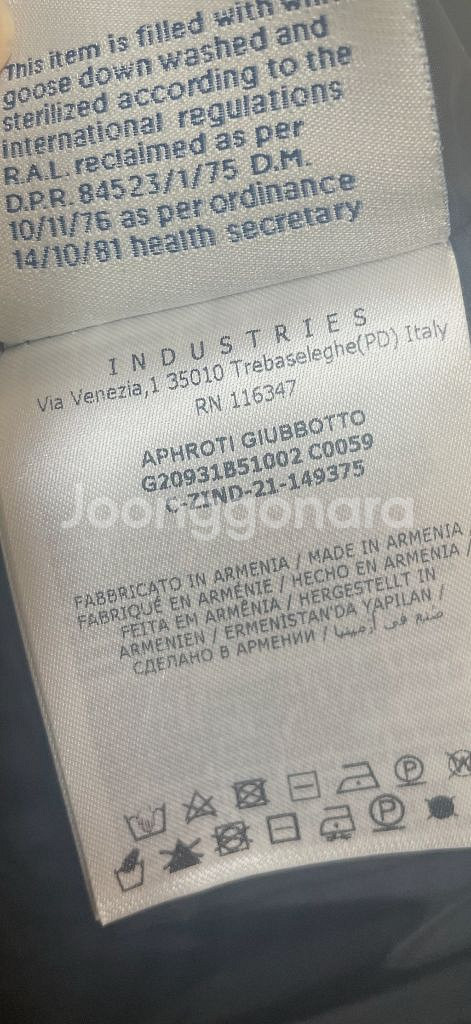 This item is filled with
goose down washed and
sterilized according to the
international regulations
R.A.L. reclaimed as per
D.P.R. 84523/1/75 D.M.
10/11/76 as per ordinance
14/10/81 health secretary
INDUSTRIES
Via Venezia,1 35010 Trebaseleghe(PD) Italy
RN 116347
APHROTI GIUBBOTTO
G20931B51002 C0059
C-ZIND-21-149375
Joonggonara
FABBRICATO IN ARMENIA / MADE IN ARMENIA
FABRIQUÉ EN ARMÉNIE / HECHO EN ARMENIA /
FEITA EM ARMÊNIA / HERGESTELLT IN
ARMENIEN / ERMENISTAN'DA YAPILAN /
СДЕЛАНО В АРМЕНИИ / صنع في أرمينيا
P
W
P